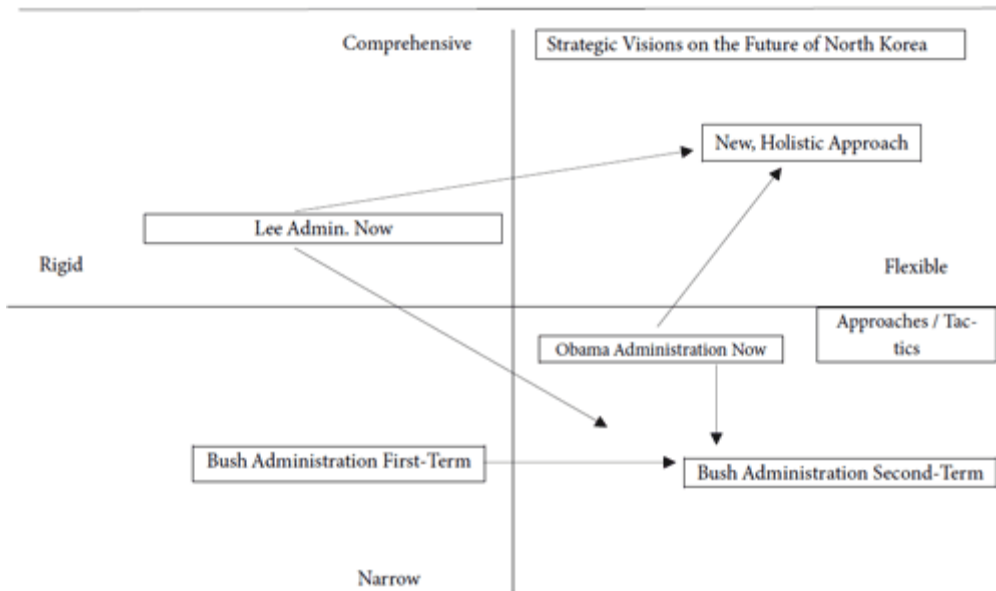 Comprehensive
Strategic Visions on the Future of North Korea
New, Holistic Approach
Lee Admin. Now
Rigid
Flexible
Approaches / Tac-
tics
Obama Administration Now
Bush Administration First-Term
Bush Administration Second-Term
Narrow